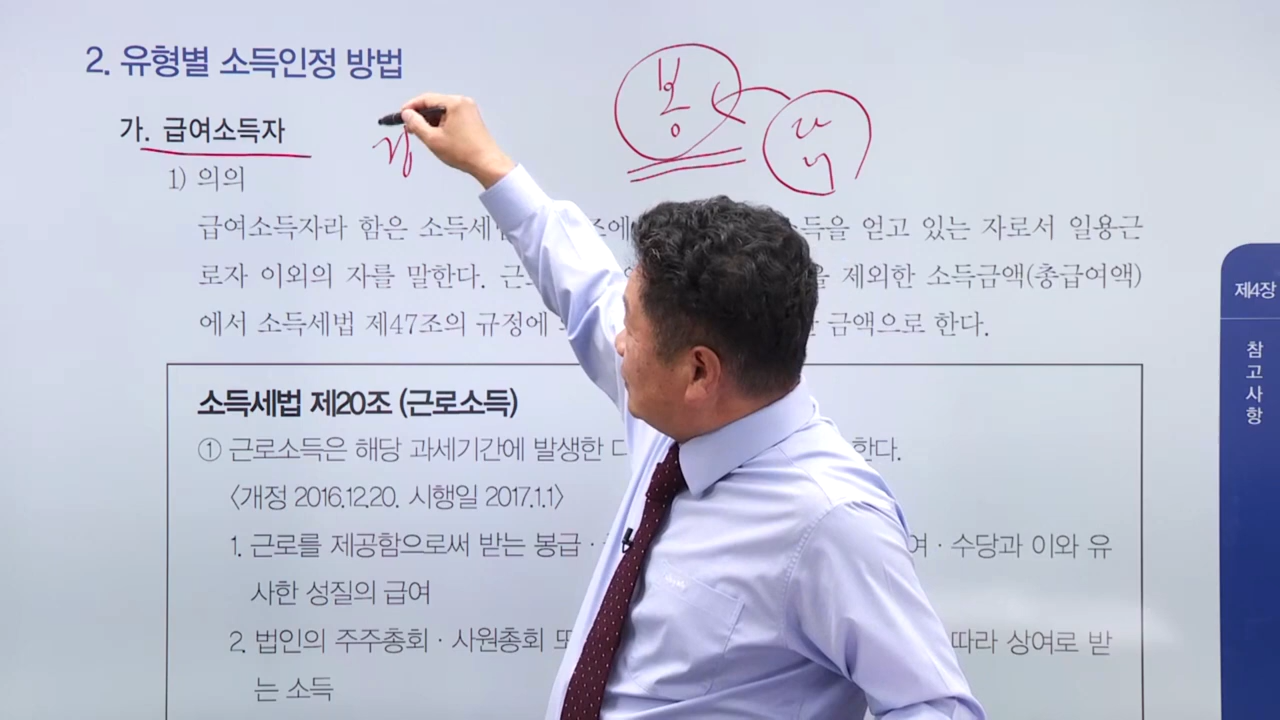 2. 유형별 소득인정 방법
봉
가. 급여소득자
1) 의의
급여소득자라 함은 소득세 득을 얻고 있는 자로서 일용근
로자 이외의 자를 말한다. 제외한 소득금액(총급여액)
에서 소득세법 제47조의 규정에 금액으로 한다.
소득세법 제20조 (근로소득)
① 근로소득은 해당 과세기간에 발생한 한다.
〈개정 2016.12.20. 시행일 2017.1.1〉
1. 근로를 제공함으로써 받는 봉급· ·수당과 이와 유
사한 성질의 급여
2. 법인의 주주총회·사원총회 따라 상여로 받
는 소득
제4장
참고사항